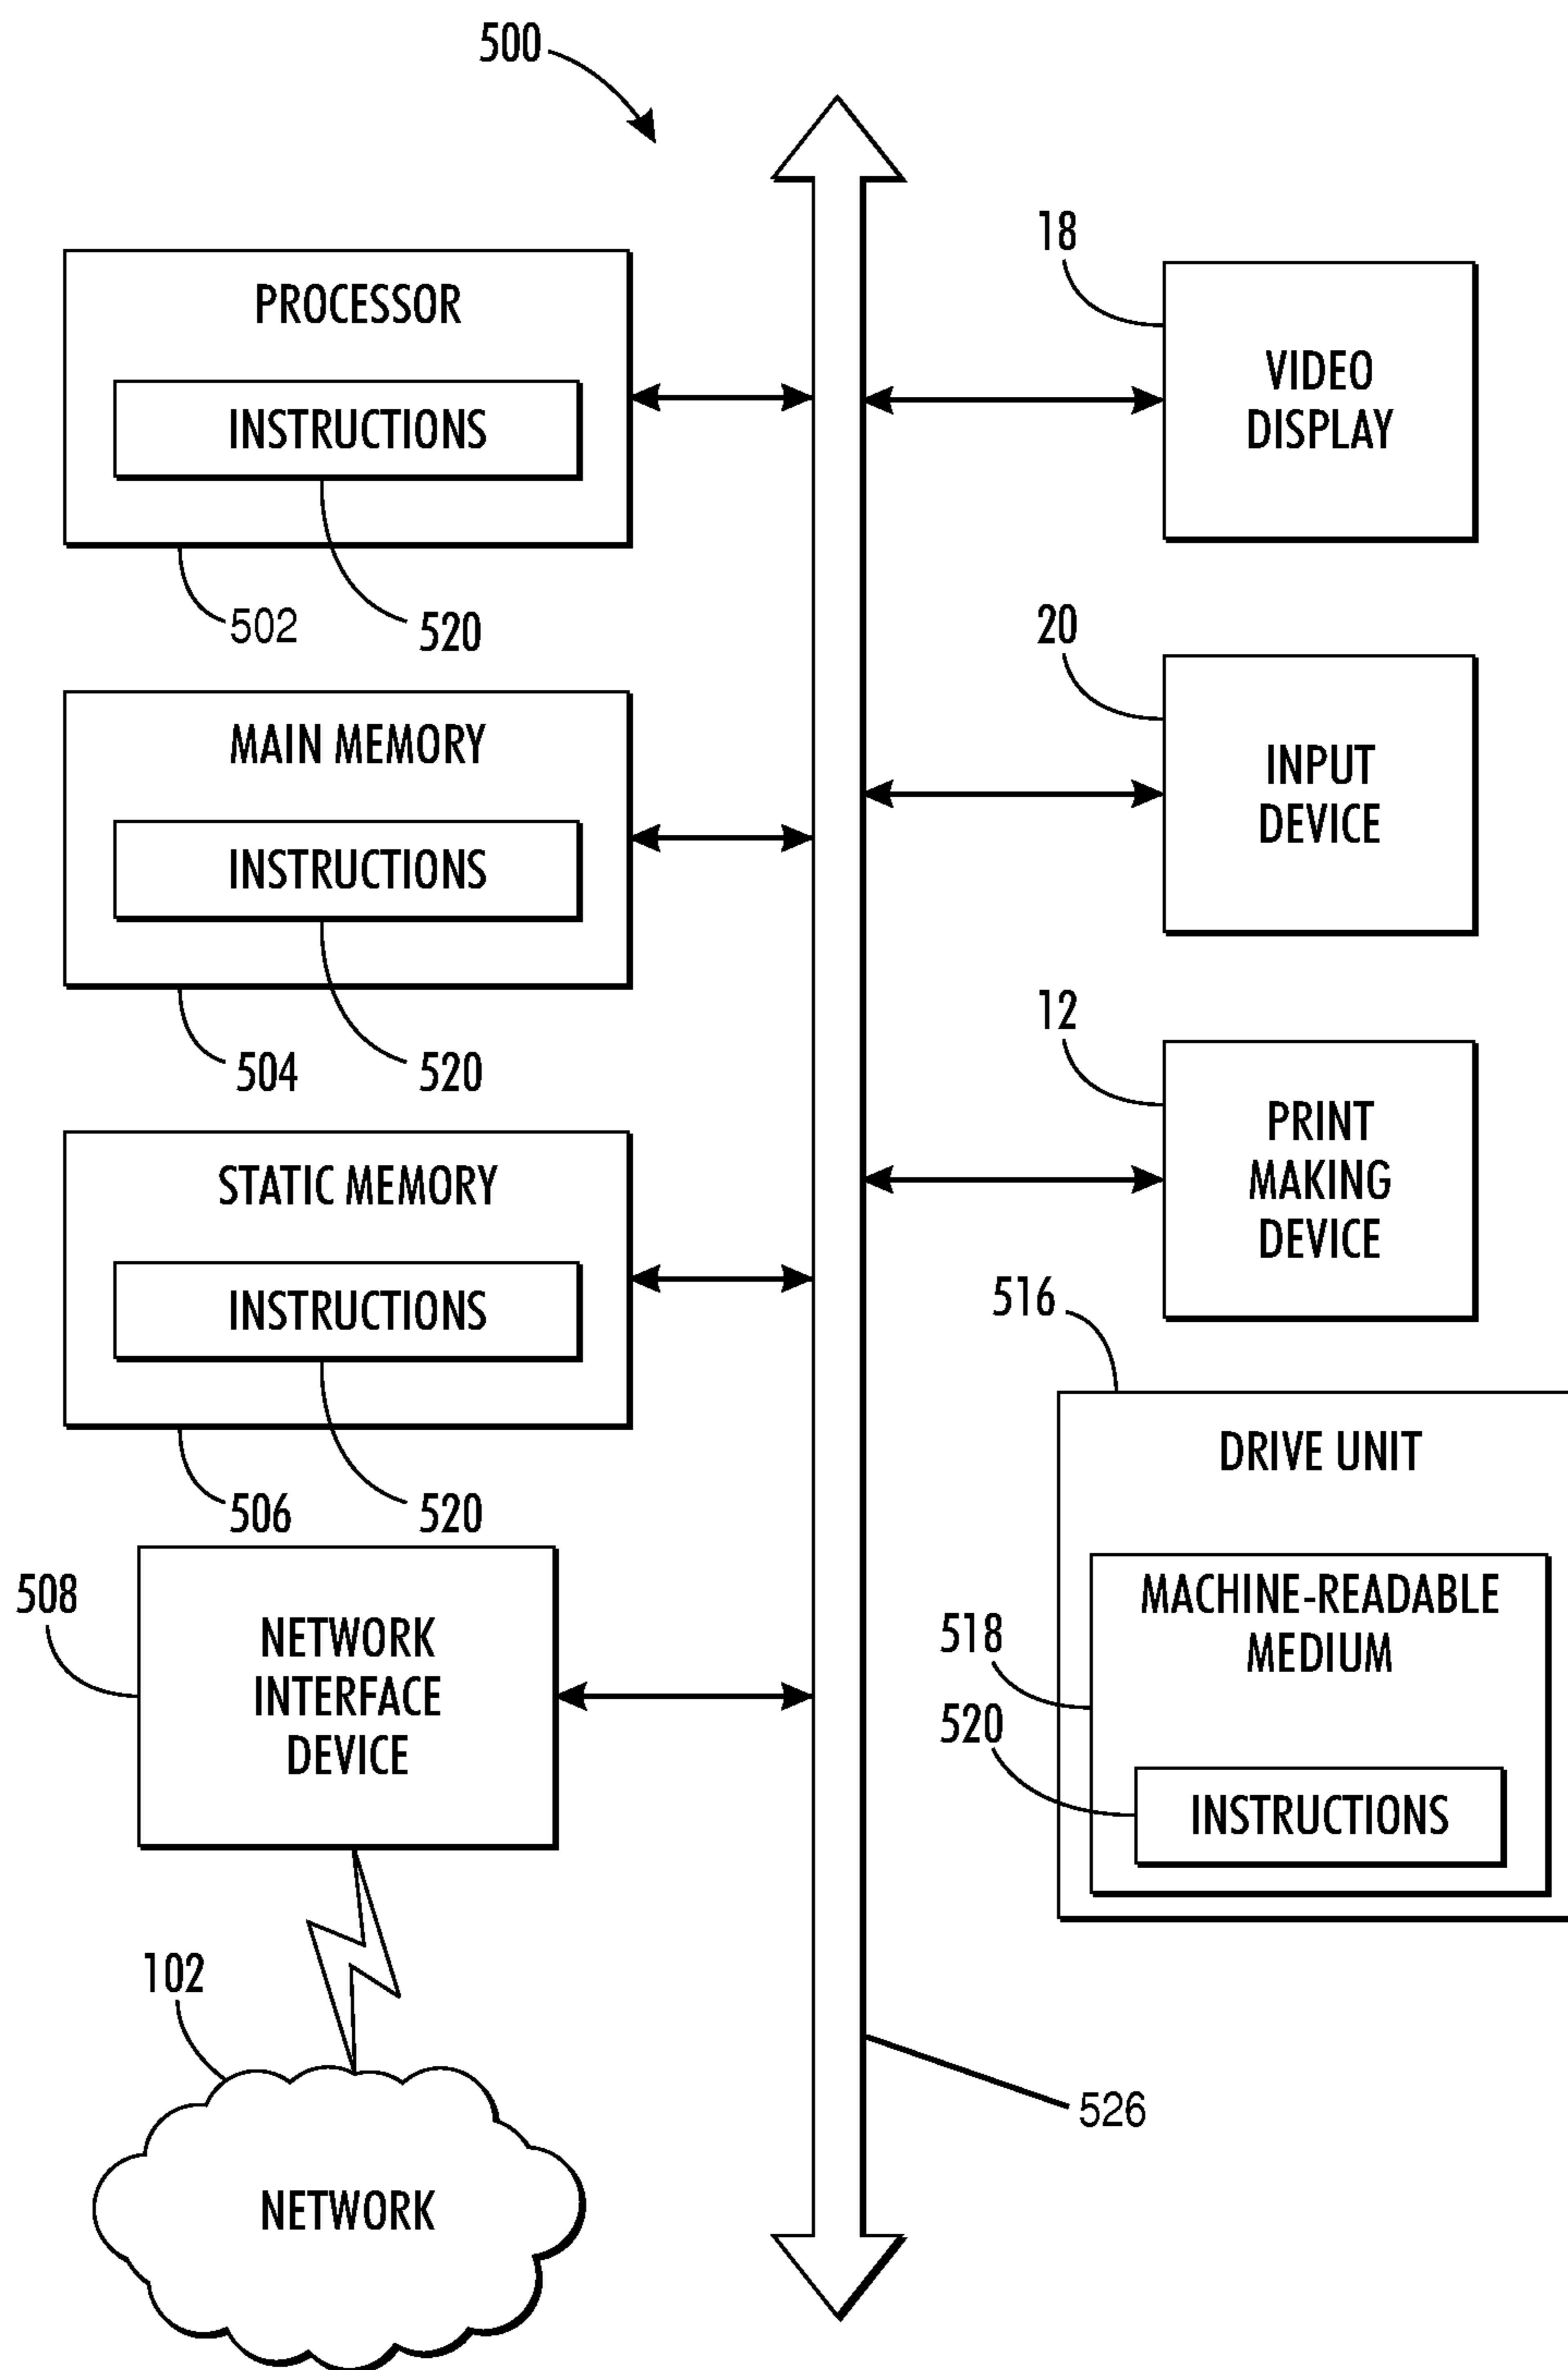 500
PROCESSOR
INSTRUCTIONS
502
520
MAIN MEMORY
INSTRUCTIONS
504
520
STATIC MEMORY
INSTRUCTIONS
506
520
508
NETWORK
INTERFACE
DEVICE
102
NETWORK
18
VIDEO
DISPLAY
20
INPUT
DEVICE
12
PRINT
MAKING
DEVICE
516
DRIVE UNIT
MACHINE-READABLE
MEDIUM
518
520
INSTRUCTIONS
526